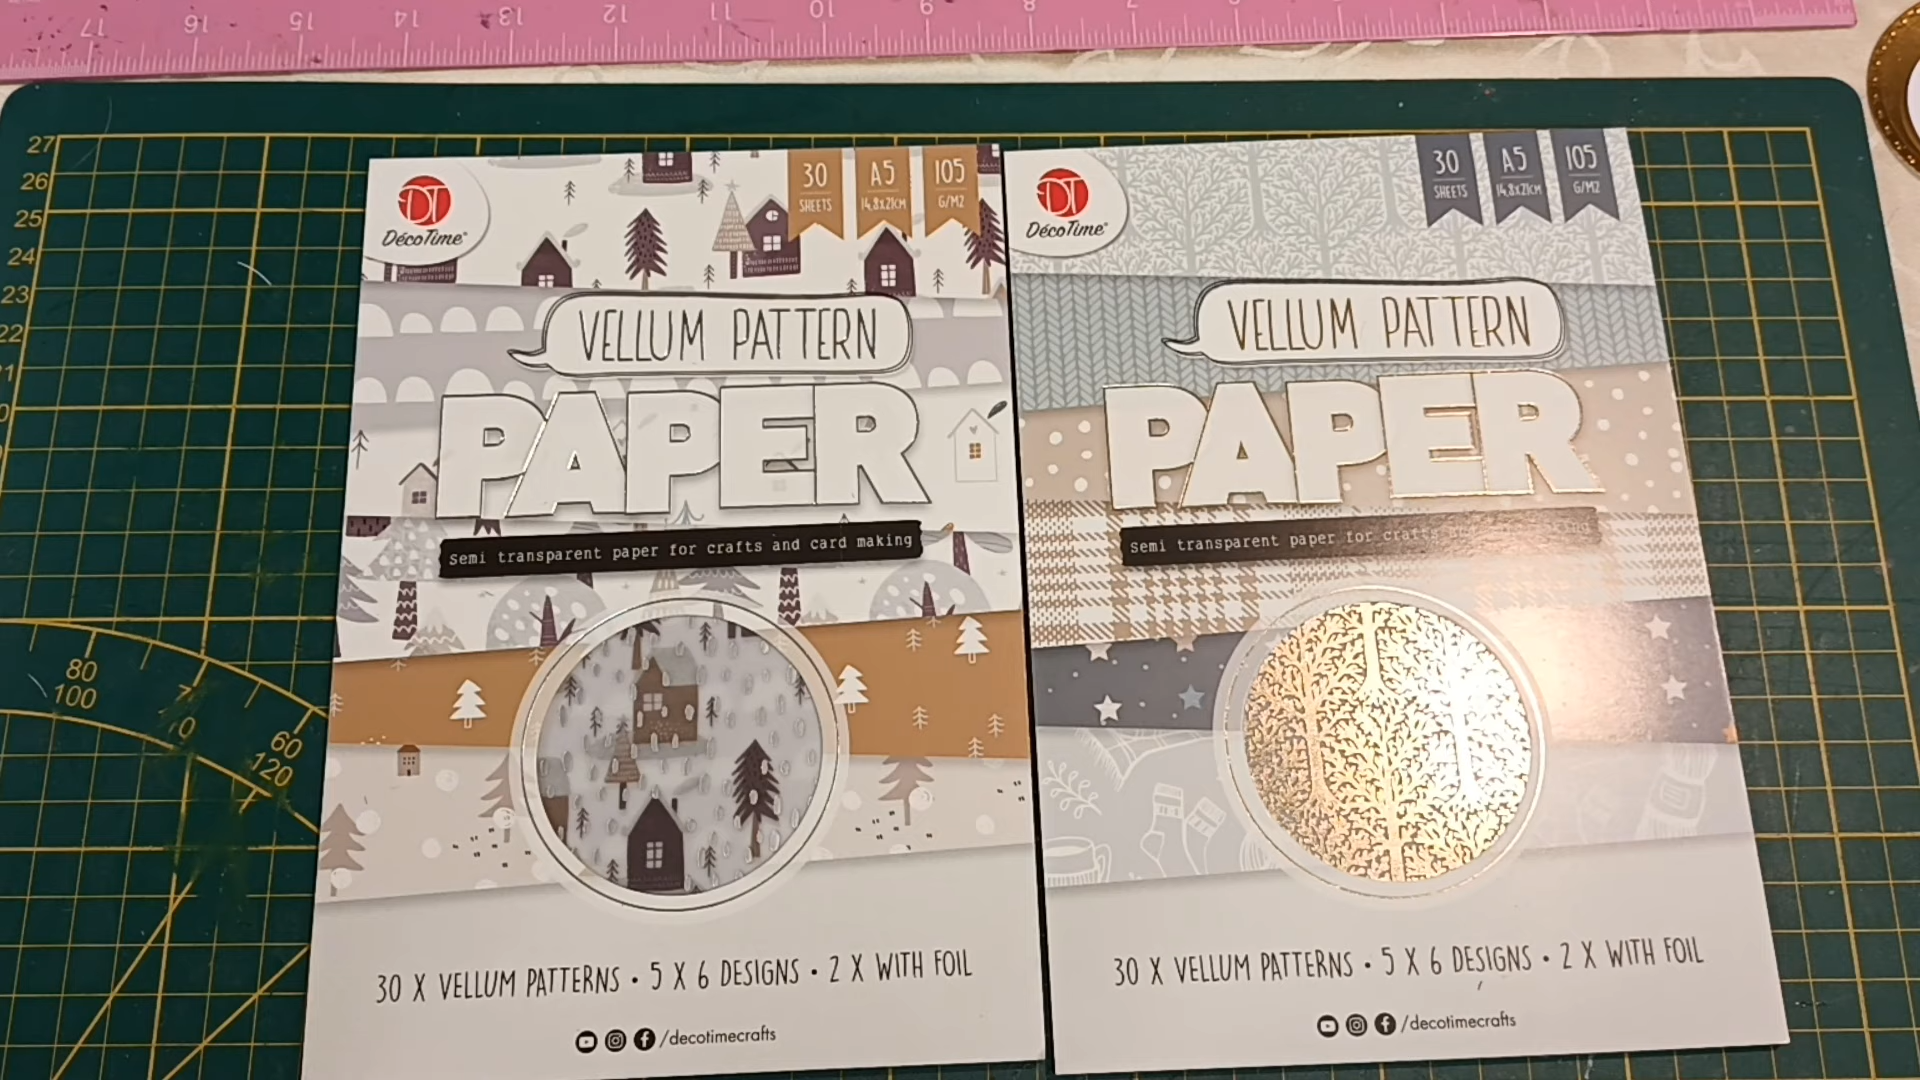 17 16 15 14 13 12 11 10 9 8 7
27
26
25
24
23
22
80
100
70
60
120
DT
DécoTime
30
SHEETS
A5
14,8x21CM
105
G/M2
VELLUM PATTERN
PAPER
Semi transparent paper for crafts and card making
30 X VELLUM PATTERNS • 5 X 6 DESIGNS • 2 X WITH FOIL
/decotimecrafts
DT
DécoTime
30
SHEETS
A5
14,8x21CM
105
G/M2
VELLUM PATTERN
PAPER
Semi transparent paper for crafts
30 X VELLUM PATTERNS • 5 X 6 DESIGNS • 2 X WITH FOIL
/decotimecrafts